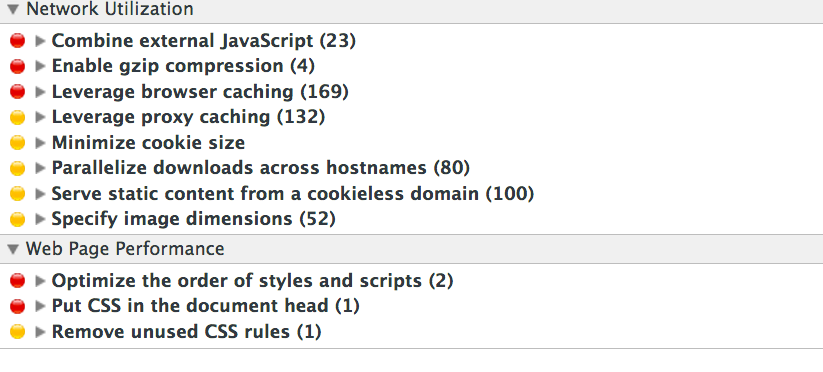 Network Utilization
Combine external JavaScript (23)
Enable gzip compression (4)
Leverage browser caching (169)
Leverage proxy caching (132)
Minimize cookie size
Parallelize downloads across hostnames (80)
Serve static content from a cookieless domain (100)
Specify image dimensions (52)
Web Page Performance
Optimize the order of styles and scripts (2)
Put CSS in the document head (1)
Remove unused CSS rules (1)